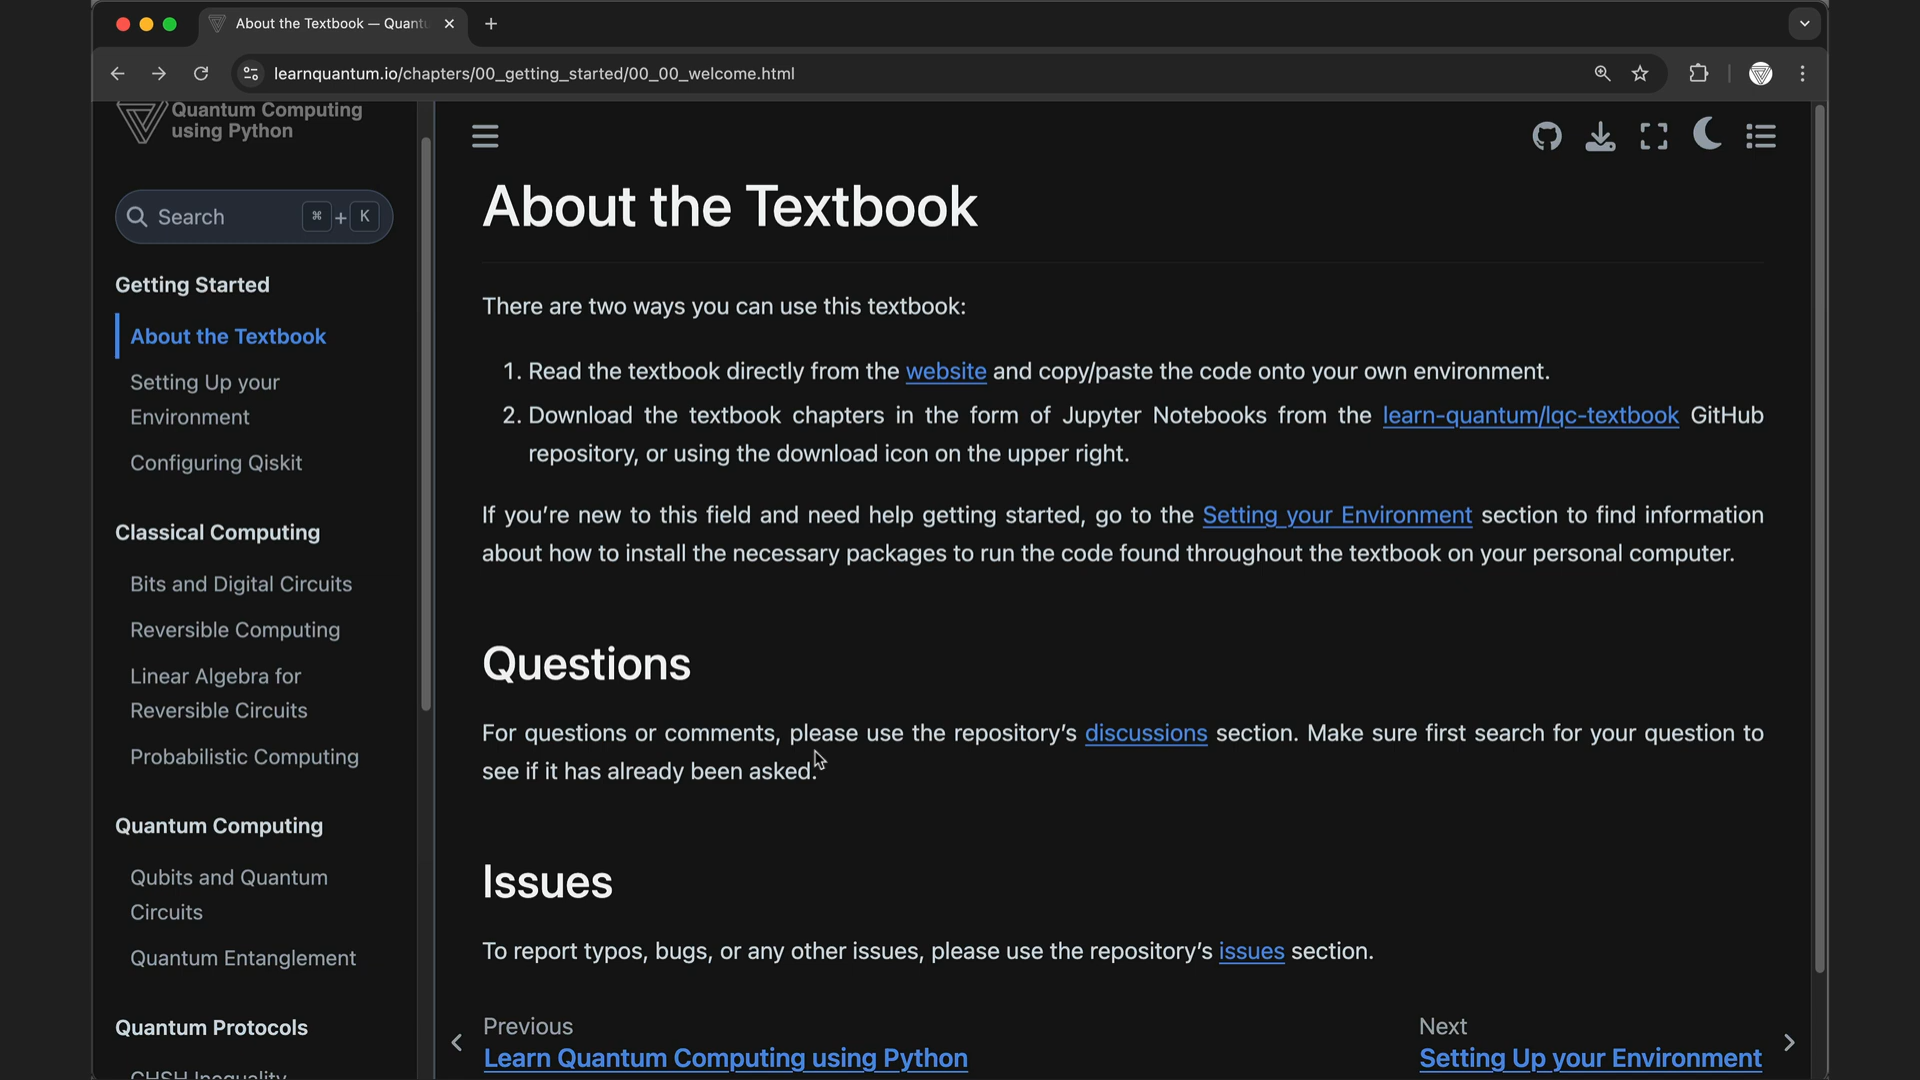 About the Textbook — Quant
learnquantum.io/chapters/00_getting_started/00_00_welcome.html
Quantum Computing
using Python
Search ⌘ + K
Getting Started
About the Textbook
Setting Up your
Environment
Configuring Qiskit
Classical Computing
Bits and Digital Circuits
Reversible Computing
Linear Algebra for
Reversible Circuits
Probabilistic Computing
Quantum Computing
Qubits and Quantum
Circuits
Quantum Entanglement
Quantum Protocols
CHSH Inequality
About the Textbook
There are two ways you can use this textbook:
1. Read the textbook directly from the website and copy/paste the code onto your own environment.
2. Download the textbook chapters in the form of Jupyter Notebooks from the learn-quantum/lqc-textbook GitHub
repository, or using the download icon on the upper right.
If you're new to this field and need help getting started, go to the Setting your Environment section to find information
about how to install the necessary packages to run the code found throughout the textbook on your personal computer.
Questions
For questions or comments, please use the repository's discussions section. Make sure first search for your question to
see if it has already been asked.
Issues
To report typos, bugs, or any other issues, please use the repository's issues section.
Previous
Learn Quantum Computing using Python
Next
Setting Up your Environment